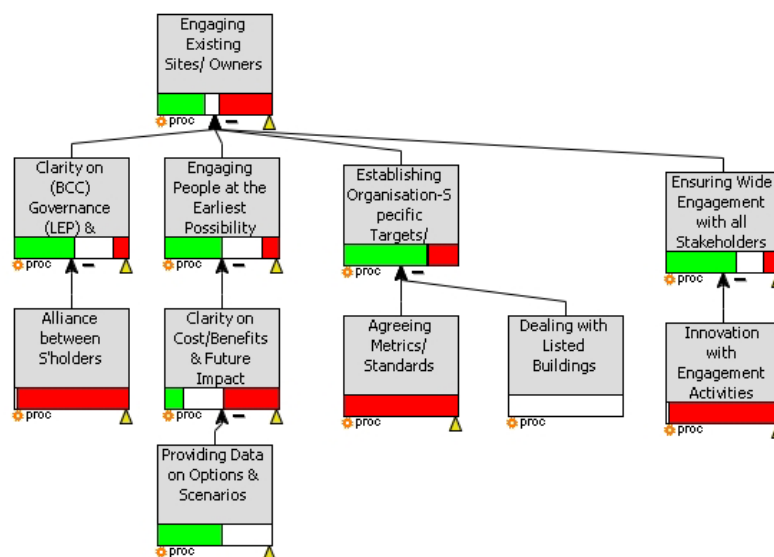 Engaging
Existing
Sites/ Owners
proc
Clarity on
(BCC)
Governance
(LEP) &
proc
Engaging
People at the
Earliest
Possibility
proc
Establishing
Organisation-S
pecific
Targets/
proc
Ensuring Wide
Engagement
with all
Stakeholders
proc
Alliance
between
S'holders
proc
Clarity on
Cost/Benefits
& Future
Impact
proc
Agreeing
Metrics/
Standards
proc
Dealing with
Listed
Buildings
proc
Innovation
with
Engagement
Activities
proc
Providing Data
on Options &
Scenarios
proc